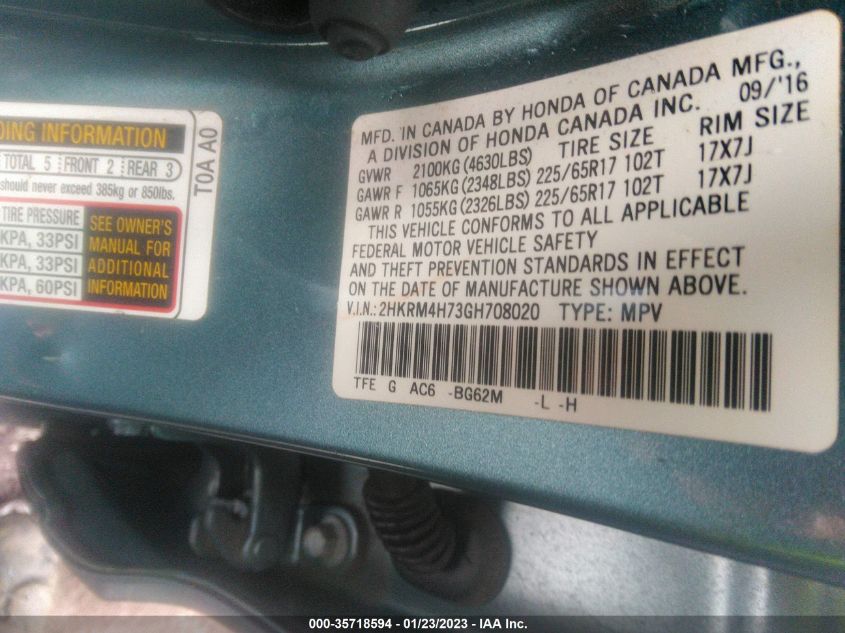 DING INFORMATION
TOTAL 5 FRONT 2 REAR 3
should never exceed 385kg or 850lbs.
TIRE PRESSURE
KPA, 33PSI
KPA, 33PSI
KPA, 60PSI
SEE OWNER'S
MANUAL FOR
ADDITIONAL
INFORMATION
T0A A0
MFD. IN CANADA BY HONDA OF CANADA MFG.,
A DIVISION OF HONDA CANADA INC. 09/'16
GVWR 2100KG (4630LBS) TIRE SIZE RIM SIZE
GAWR F 1065KG (2348LBS) 225/65R17 102T 17X7J
GAWR R 1055KG (2326LBS) 225/65R17 102T 17X7J
THIS VEHICLE CONFORMS TO ALL APPLICABLE
FEDERAL MOTOR VEHICLE SAFETY
AND THEFT PREVENTION STANDARDS IN EFFECT
ON THE DATE OF MANUFACTURE SHOWN ABOVE.
V.I.N.: 2HKRM4H73GH708020 TYPE: MPV
TFE G AC6 -BG62M -L -H
000-35718594 - 01/23/2023 - IAA Inc.